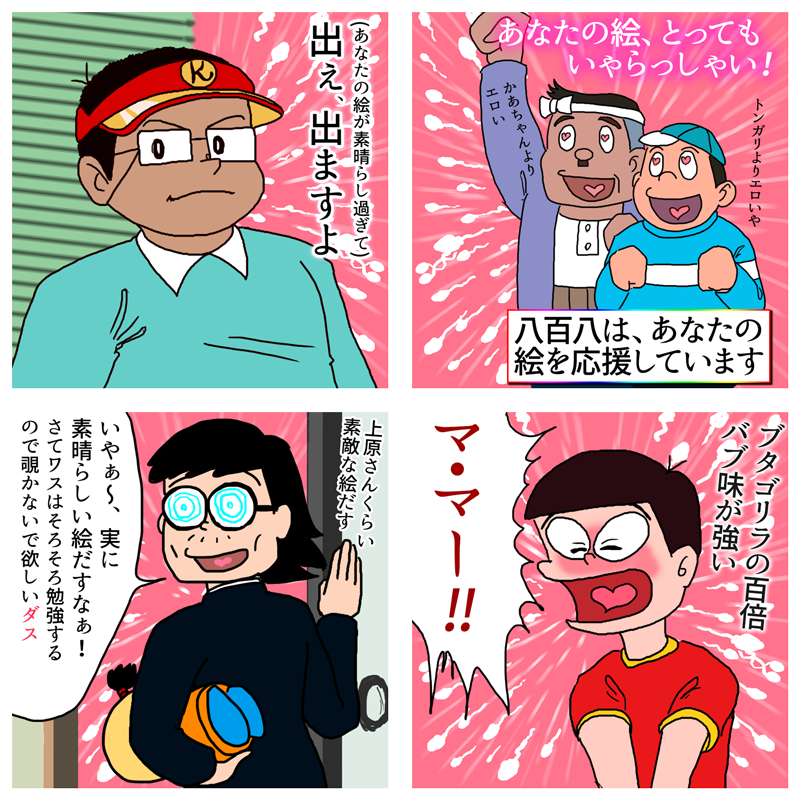 (あなたの絵が素晴らし過ぎて)
出ぇ、出ますよ
K
あなたの絵、とっても
いゃらっしゃい!
かあちゃんより
エロい
トンガリよりエロいや
八百八は、あなたの
絵を応援しています
上原さんくらい
素敵な絵だす
いやぁ〜、実に
素晴らしい絵だすなぁ!
さてワスはそろそろ勉強する
ので覗かないで欲しいダス
ブタゴリラの百倍
バブ味が強い
マ・マー!!